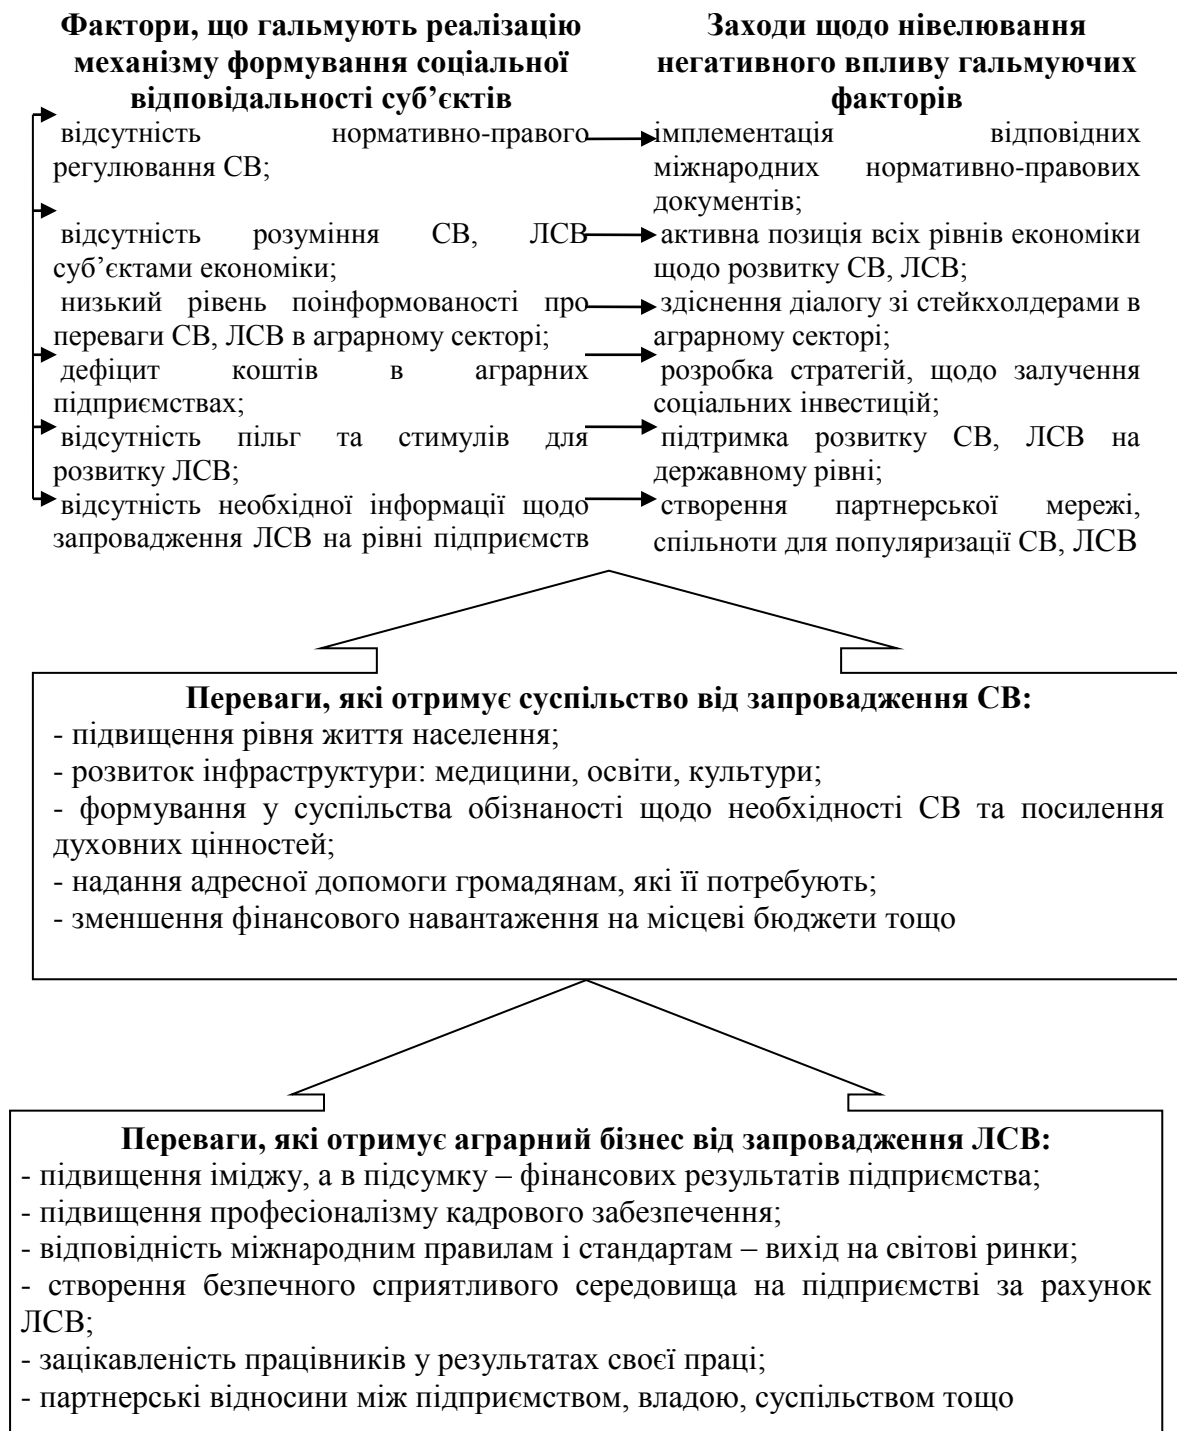 Фактори, що гальмують реалізацію
механізму формування соціальної
відповідальності суб’єктів
відсутність нормативно-правого
регулювання СВ;
відсутність розуміння СВ, ЛСВ
суб’єктами економіки;
низький рівень поінформованості про
переваги СВ, ЛСВ в аграрному секторі;
дефіцит коштів в аграрних
підприємствах;
відсутність пільг та стимулів для
розвитку ЛСВ;
відсутність необхідної інформації щодо
запровадження ЛСВ на рівні підприємств
Заходи щодо нівелювання
негативного впливу гальмуючих
факторів
імплементація відповідних
міжнародних нормативно-правових
документів;
активна позиція всіх рівнів економіки
щодо розвитку СВ, ЛСВ;
здіснення діалогу зі стейкхолдерами в
аграрному секторі;
розробка стратегій, щодо залучення
соціальних інвестицій;
підтримка розвитку СВ, ЛСВ на
державному рівні;
створення партнерської мережі,
спільноти для популяризації СВ, ЛСВ
Переваги, які отримує суспільство від запровадження СВ:
- підвищення рівня життя населення;
- розвиток інфраструктури: медицини, освіти, культури;
- формування у суспільства обізнаності щодо необхідності СВ та посилення
духовних цінностей;
- надання адресної допомоги громадянам, які її потребують;
- зменшення фінансового навантаження на місцеві бюджети тощо
Переваги, які отримує аграрний бізнес від запровадження ЛСВ:
- підвищення іміджу, а в підсумку – фінансових результатів підприємства;
- підвищення професіоналізму кадрового забезпечення;
- відповідність міжнародним правилам і стандартам – вихід на світові ринки;
- створення безпечного сприятливого середовища на підприємстві за рахунок
ЛСВ;
- зацікавленість працівників у результатах своєї праці;
- партнерські відносини між підприємством, владою, суспільством тощо